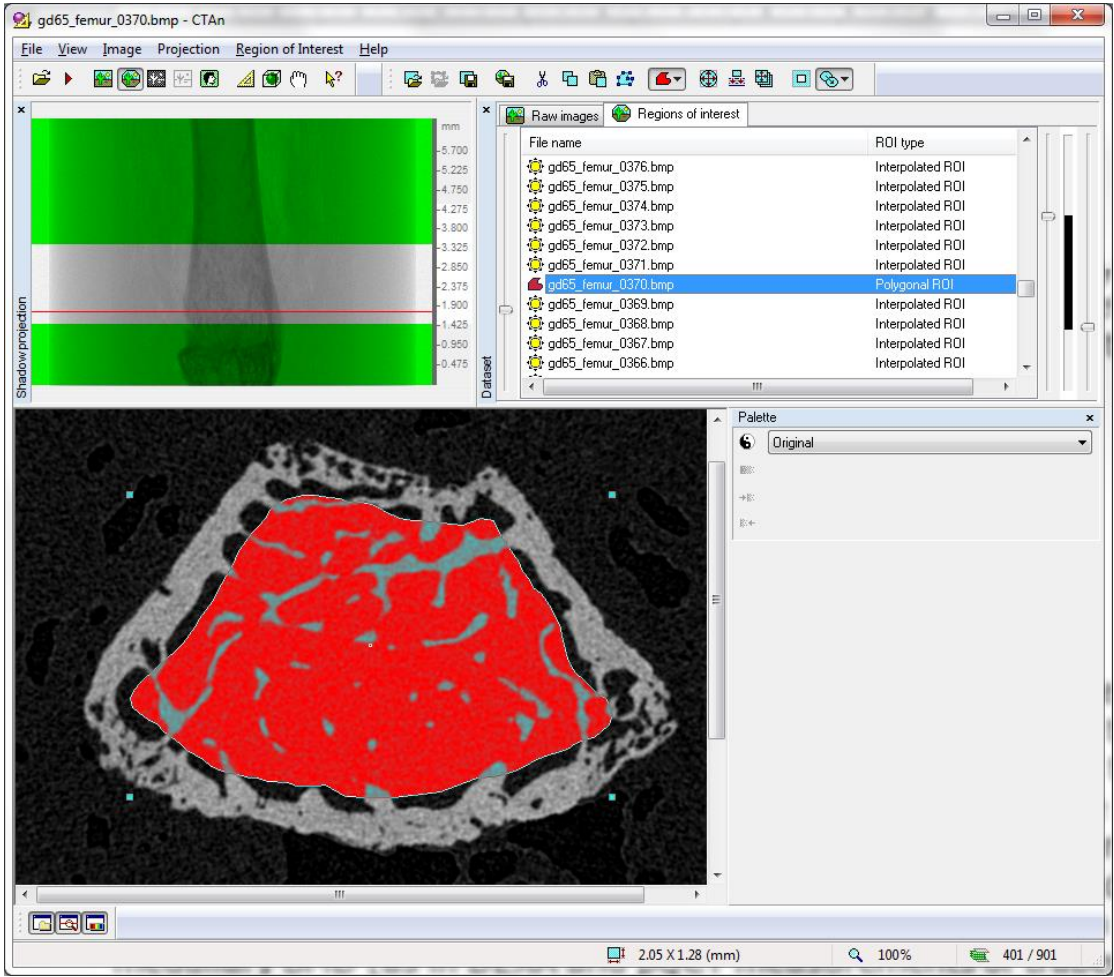 gd65_femur_0370.bmp - CTAn
File View Image Projection Region of Interest Help
mm
5.700
5.225
4.750
4.275
3.800
3.325
2.850
2.375
1.900
1.425
0.950
0.475
Shadow projection
Dataset
Raw images Regions of interest
File name ROI type
gd65_femur_0376.bmp Interpolated ROI
gd65_femur_0375.bmp Interpolated ROI
gd65_femur_0374.bmp Interpolated ROI
gd65_femur_0373.bmp Interpolated ROI
gd65_femur_0372.bmp Interpolated ROI
gd65_femur_0371.bmp Interpolated ROI
gd65_femur_0370.bmp Polygonal ROI
gd65_femur_0369.bmp Interpolated ROI
gd65_femur_0368.bmp Interpolated ROI
gd65_femur_0367.bmp Interpolated ROI
gd65_femur_0366.bmp Interpolated ROI
Palette
Original
2.05 X 1.28 (mm) 100% 401 / 901